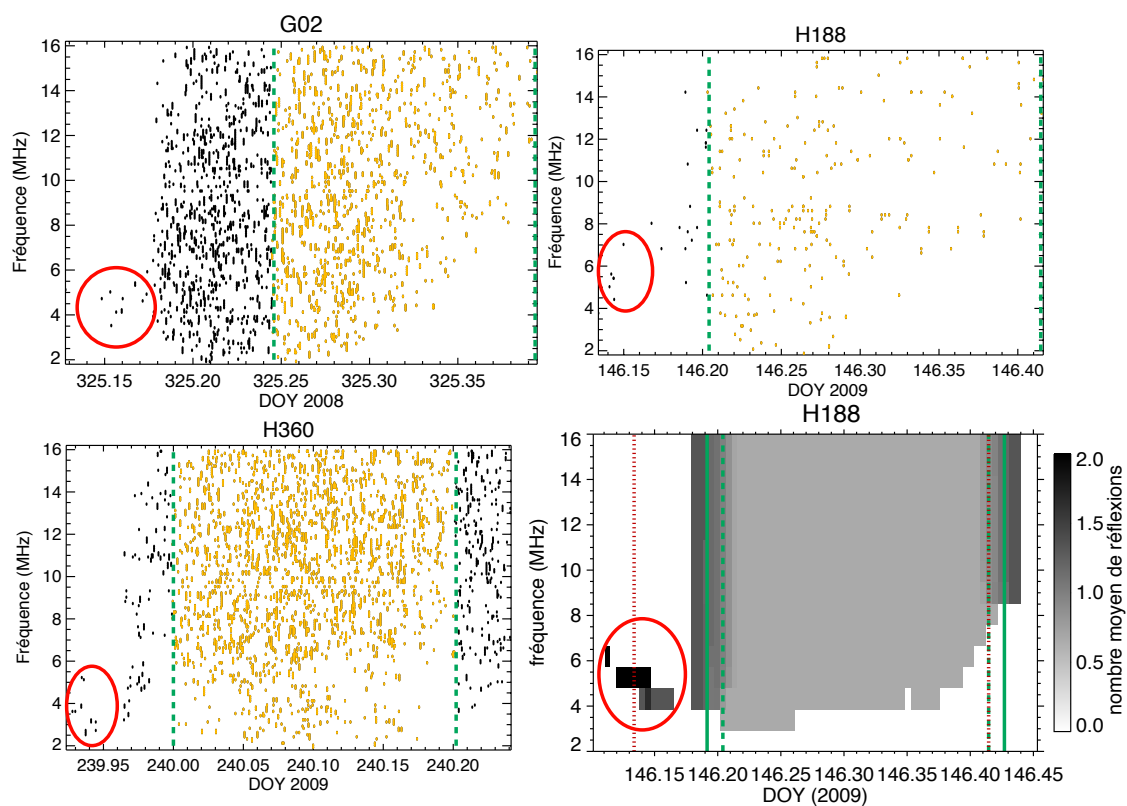 G02
16
14
12
10
8
6
4
2
Fréquence (MHz)
325.15 325.20 325.25 325.30 325.35
DOY 2008
H188
16
14
12
10
8
6
4
2
Fréquence (MHz)
146.15 146.20 146.25 146.30 146.35 146.40
DOY 2009
H360
16
14
12
10
8
6
4
2
Fréquence (MHz)
239.95 240.00 240.05 240.10 240.15 240.20
DOY 2009
H188
16
14
12
10
8
6
4
2
fréquence (MHz)
146.15 146.20 146.25 146.30 146.35 146.40 146.45
DOY (2009)
2.0
1.5
1.0
0.5
0.0
nombre moyen de réflexions